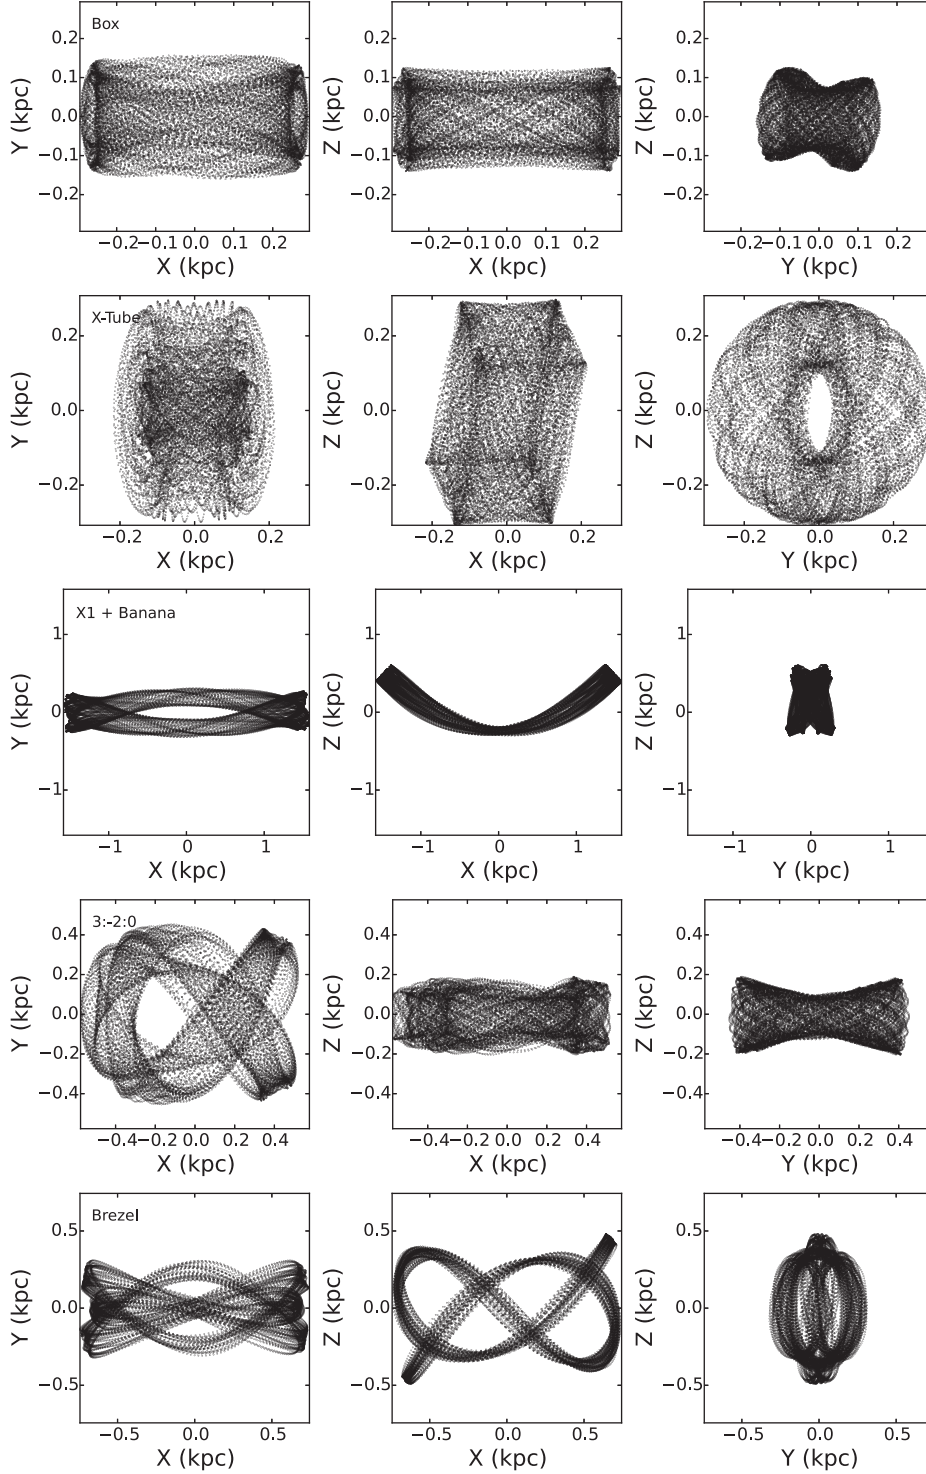 Box
0.2
0.1
0.0
−0.1
−0.2
Y (kpc)
−0.2−0.1 0.0 0.1 0.2
X (kpc)
0.2
0.1
0.0
−0.1
−0.2
Z (kpc)
−0.2−0.1 0.0 0.1 0.2
X (kpc)
0.2
0.1
0.0
−0.1
−0.2
Z (kpc)
−0.2−0.1 0.0 0.1 0.2
Y (kpc)
X-Tube
0.2
0.0
−0.2
Y (kpc)
−0.2 0.0 0.2
X (kpc)
0.2
0.0
−0.2
Z (kpc)
−0.2 0.0 0.2
X (kpc)
0.2
0.0
−0.2
Z (kpc)
−0.2 0.0 0.2
Y (kpc)
X1 + Banana
1
0
−1
Y (kpc)
−1 0 1
X (kpc)
1
0
−1
Z (kpc)
−1 0 1
X (kpc)
1
0
−1
Z (kpc)
−1 0 1
Y (kpc)
3:-2:0
0.4
0.2
0.0
−0.2
−0.4
Y (kpc)
−0.4−0.2 0.0 0.2 0.4
X (kpc)
0.4
0.2
0.0
−0.2
−0.4
Z (kpc)
−0.4−0.2 0.0 0.2 0.4
X (kpc)
0.4
0.2
0.0
−0.2
−0.4
Z (kpc)
−0.4−0.2 0.0 0.2 0.4
Y (kpc)
Brezel
0.5
0.0
−0.5
Y (kpc)
−0.5 0.0 0.5
X (kpc)
0.5
0.0
−0.5
Z (kpc)
−0.5 0.0 0.5
X (kpc)
0.5
0.0
−0.5
Z (kpc)
−0.5 0.0 0.5
Y (kpc)